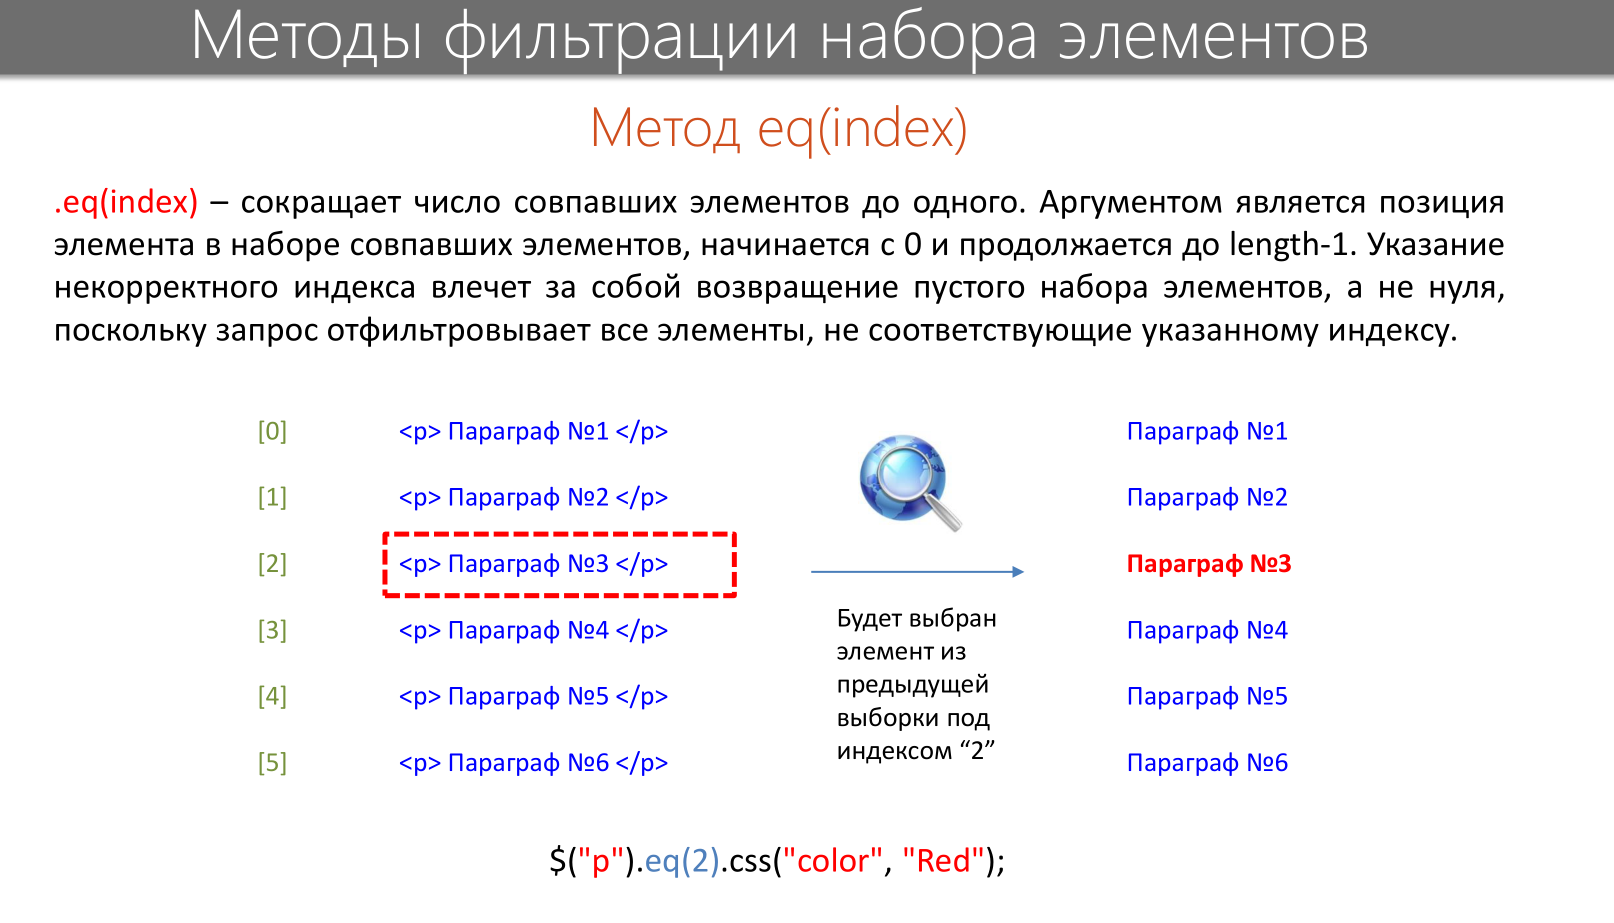 Методы фильтрации набора элементов
Метод eq(index)
.eq(index) – сокращает число совпавших элементов до одного. Аргументом является позиция
элемента в наборе совпавших элементов, начинается с 0 и продолжается до length-1. Указание
некорректного индекса влечет за собой возвращение пустого набора элементов, а не нуля,
поскольку запрос отфильтровывает все элементы, не соответствующие указанному индексу.
[0] <p> Параграф №1 </p> Параграф №1
[1] <p> Параграф №2 </p> Параграф №2
[2] <p> Параграф №3 </p> Параграф №3
[3] <p> Параграф №4 </p> Параграф №4
[4] <p> Параграф №5 </p> Параграф №5
[5] <p> Параграф №6 </p> Параграф №6
Будет выбран
элемент из
предыдущей
выборки под
индексом “2”
$("p").eq(2).css("color", "Red");